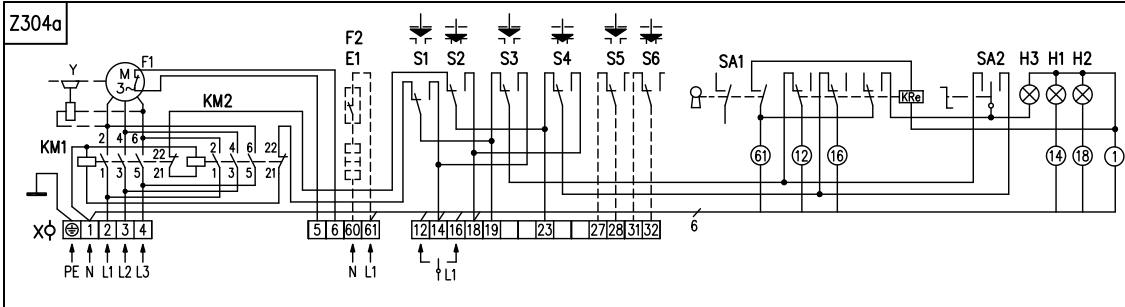 Z304a
F2
Y F1 E1 S1 S2 S3 S4 S5 S6 SA1 SA2 H3 H1 H2
M
3~
KM2
KRe
2 4 6 22 2 4 6 22
KM1
61 12 16 14 18 1
1 3 5 21 1 3 5 21
6
X 1 2 3 4 5 6 60 61 12 14 16 18 19 23 27 28 31 32
PE N L1 L2 L3 N L1 L1